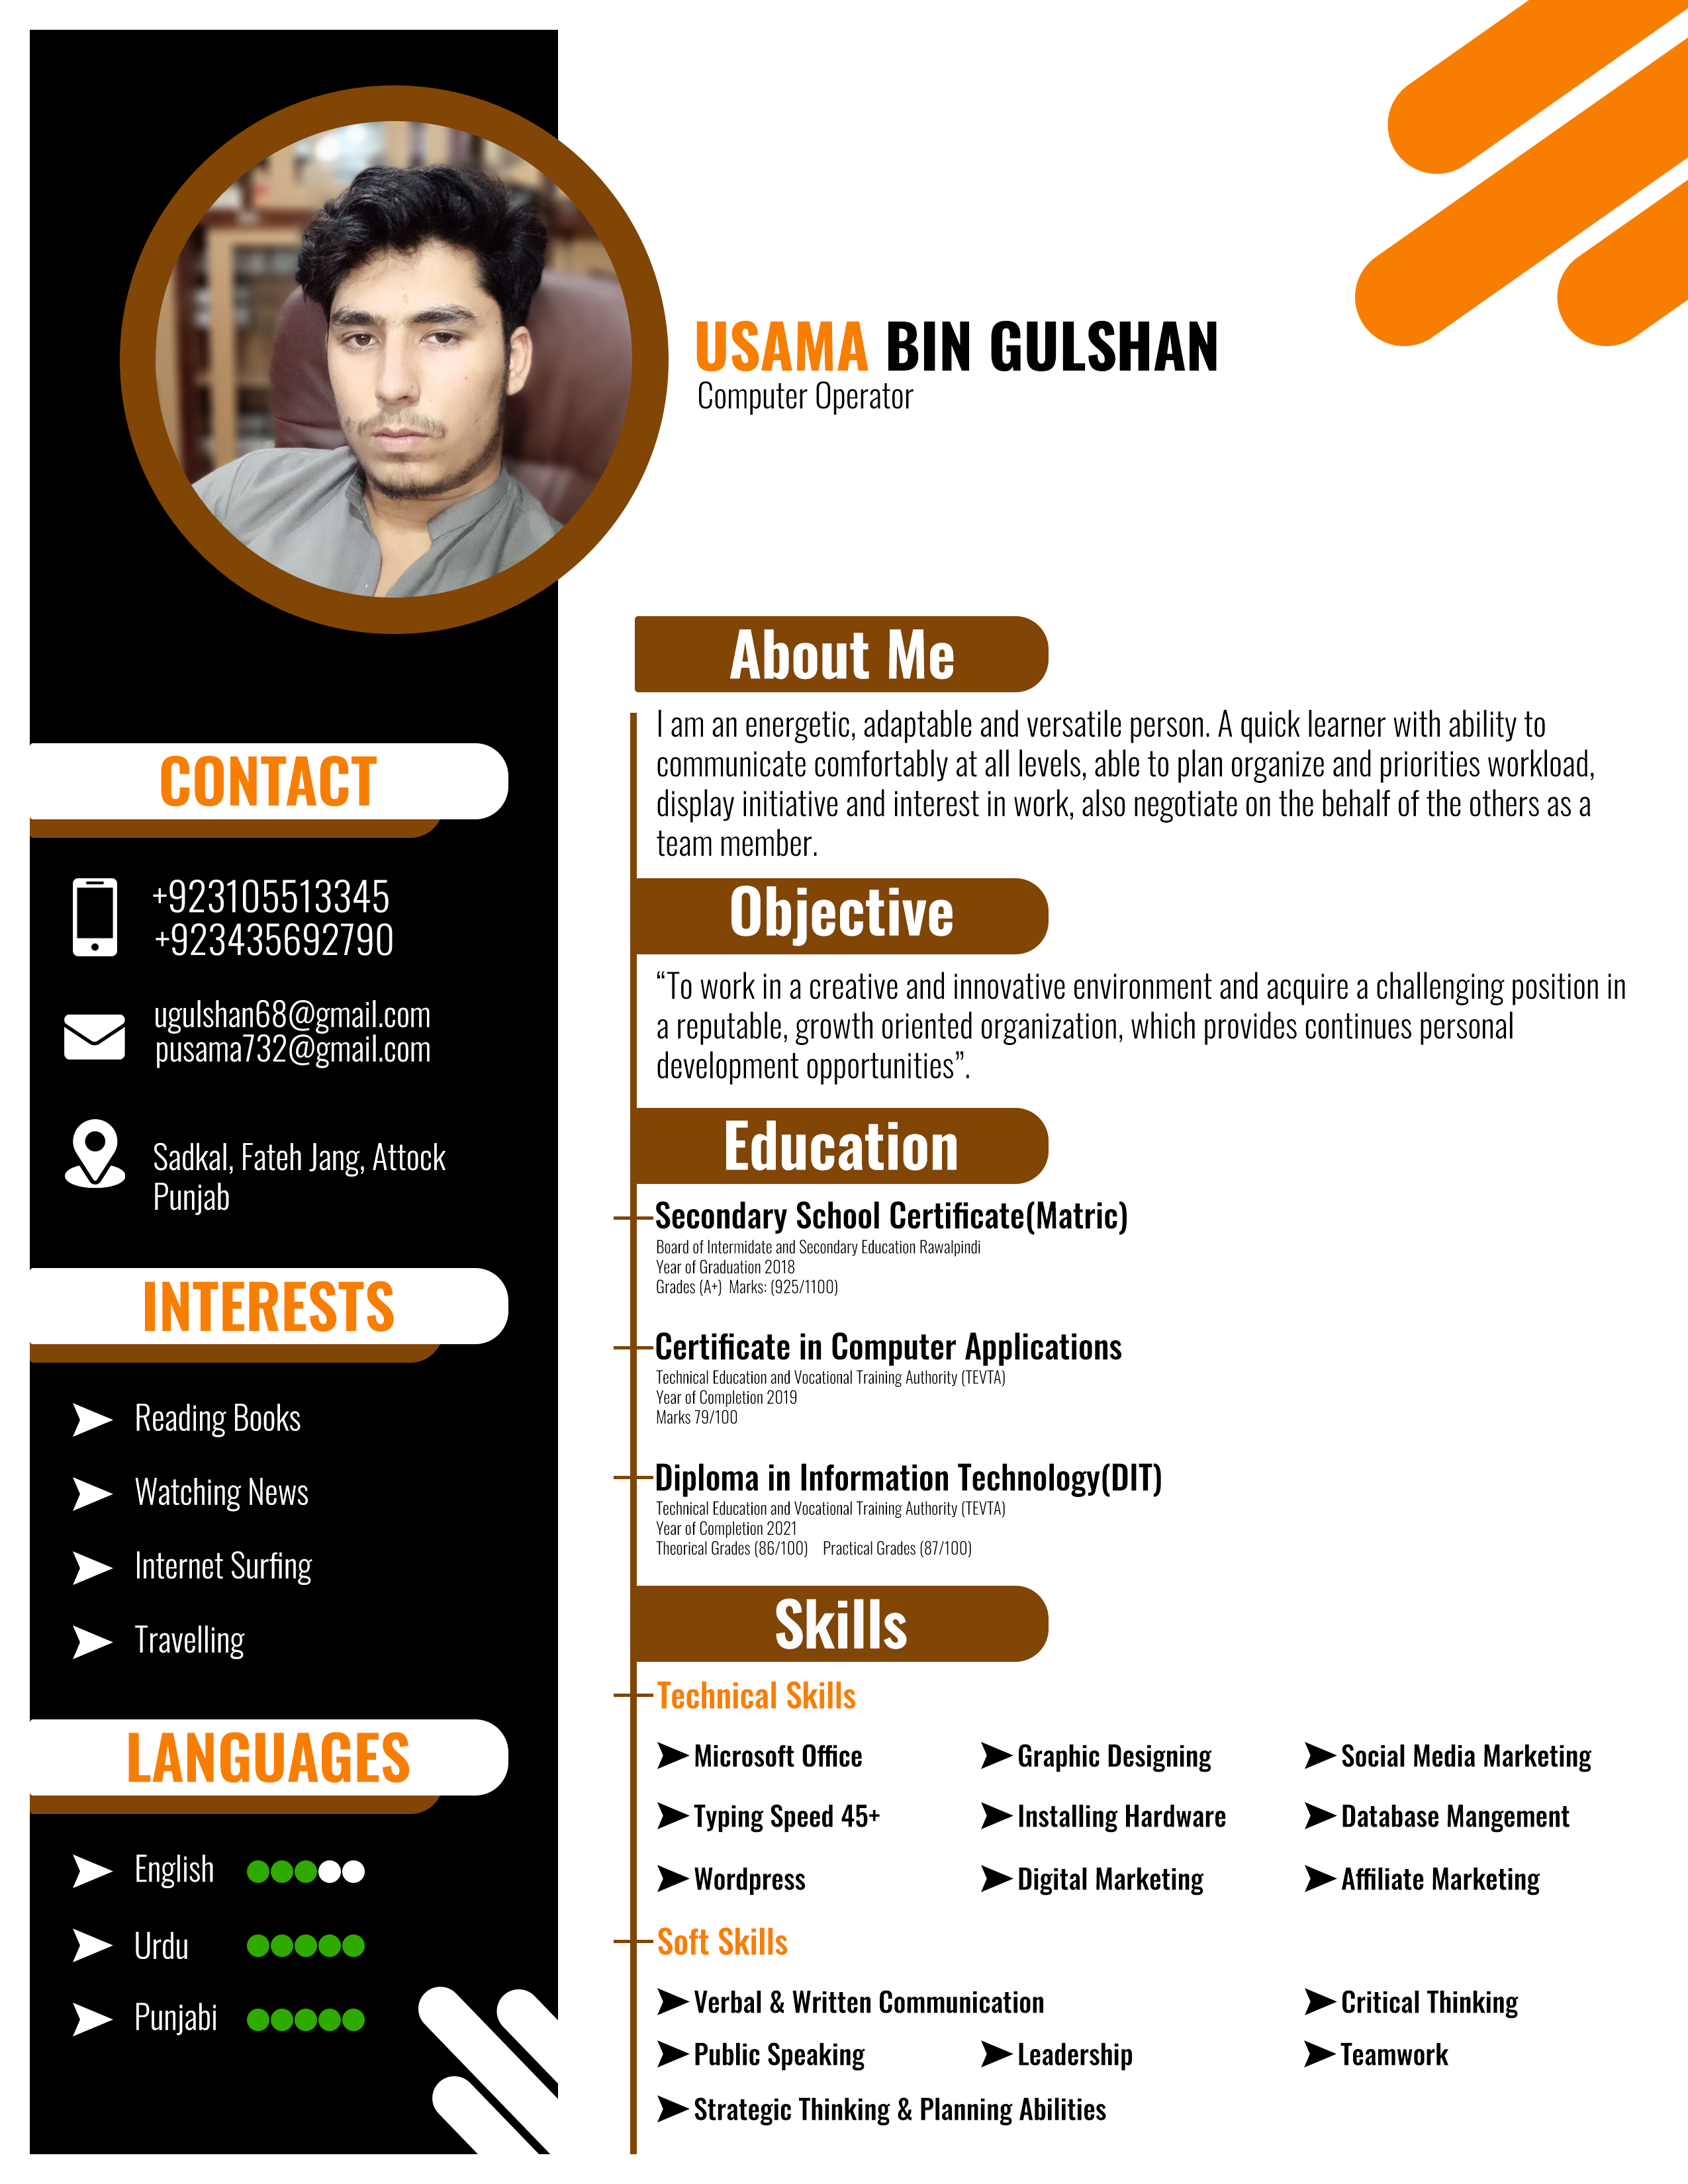 USAMA BIN GULSHAN
Computer Operator
CONTACT
+923105513345
+923435692790
ugulshan68@gmail.com
pusama732@gmail.com
Sadkal, Fateh Jang, Attock
Punjab
INTERESTS
Reading Books
Watching News
Internet Surfing
Travelling
LANGUAGES
English
Urdu
Punjabi
About Me
I am an energetic, adaptable and versatile person. A quick learner with ability to
communicate comfortably at all levels, able to plan organize and priorities workload,
display initiative and interest in work, also negotiate on the behalf of the others as a
team member.
Objective
“To work in a creative and innovative environment and acquire a challenging position in
a reputable, growth oriented organization, which provides continues personal
development opportunities”.
Education
Secondary School Certificate(Matric)
Board of Intermidate and Secondary Education Rawalpindi
Year of Graduation 2018
Grades (A+) Marks: (925/1100)
Certificate in Computer Applications
Technical Education and Vocational Training Authority (TEVTA)
Year of Completion 2019
Marks 79/100
Diploma in Information Technology(DIT)
Technical Education and Vocational Training Authority (TEVTA)
Year of Completion 2021
Theorical Grades (86/100) Practical Grades (87/100)
Skills
Technical Skills
Microsoft Office Graphic Designing Social Media Marketing
Typing Speed 45+ Installing Hardware Database Mangement
Wordpress Digital Marketing Affiliate Marketing
Soft Skills
Verbal & Written Communication Critical Thinking
Public Speaking Leadership Teamwork
Strategic Thinking & Planning Abilities